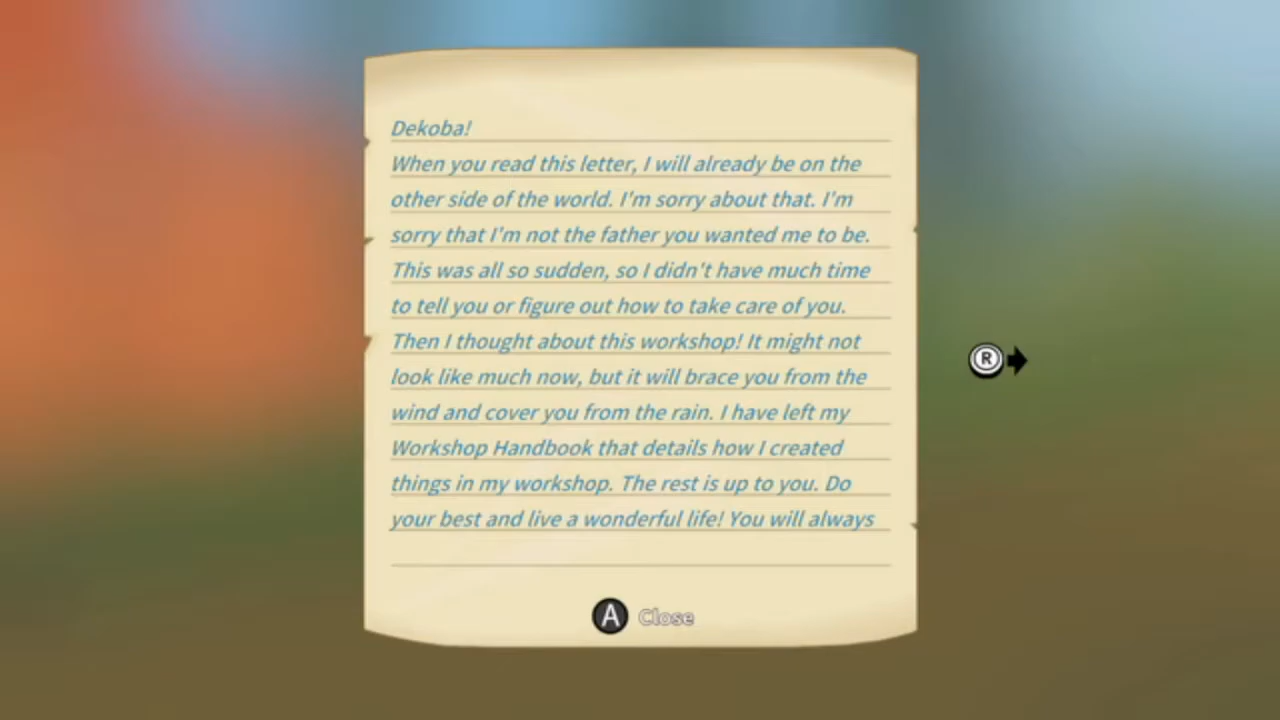 Dekoba!
When you read this letter, I will already be on the
other side of the world. I'm sorry about that. I'm
sorry that I'm not the father you wanted me to be.
This was all so sudden, so I didn't have much time
to tell you or figure out how to take care of you.
Then I thought about this workshop! It might not
look like much now, but it will brace you from the
wind and cover you from the rain. I have left my
Workshop Handbook that details how I created
things in my workshop. The rest is up to you. Do
your best and live a wonderful life! You will always
R
A Close